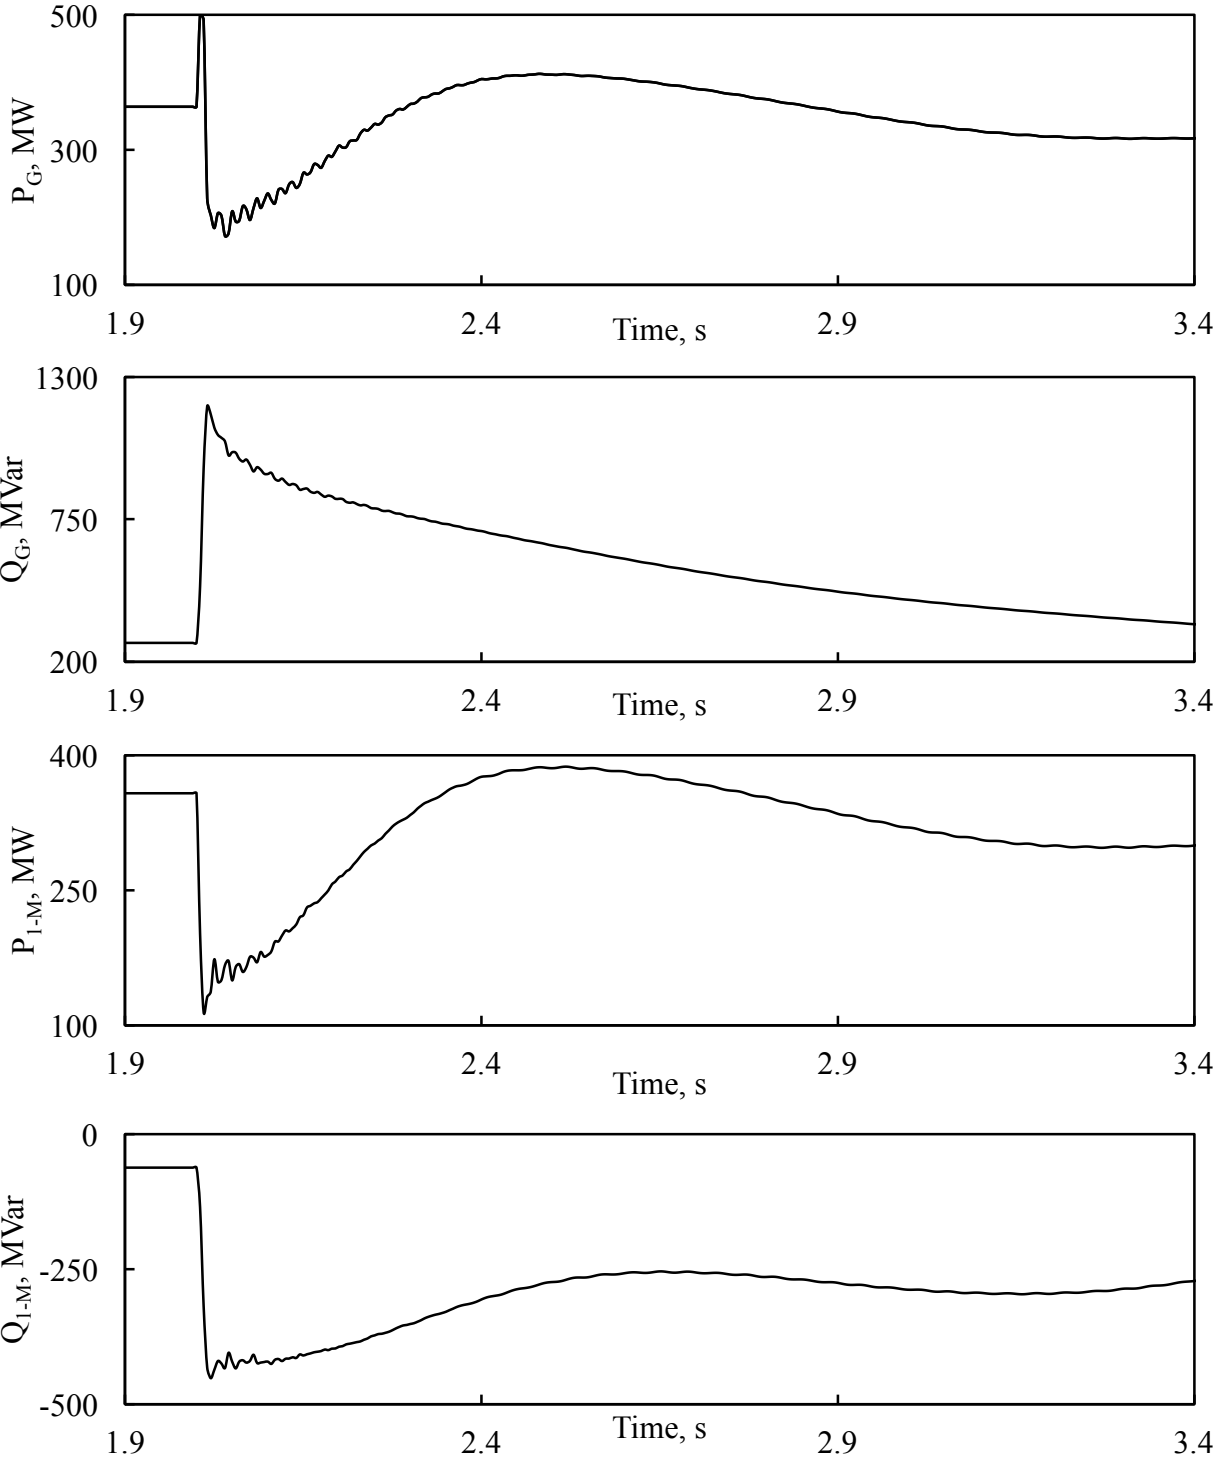 500
P_G, MW
300
100
1.9 2.4 Time, s 2.9 3.4
1300
Q_G, MVar
750
200
1.9 2.4 Time, s 2.9 3.4
400
P_1-M, MW
250
100
1.9 2.4 Time, s 2.9 3.4
0
Q_1-M, MVar
-250
-500
1.9 2.4 Time, s 2.9 3.4